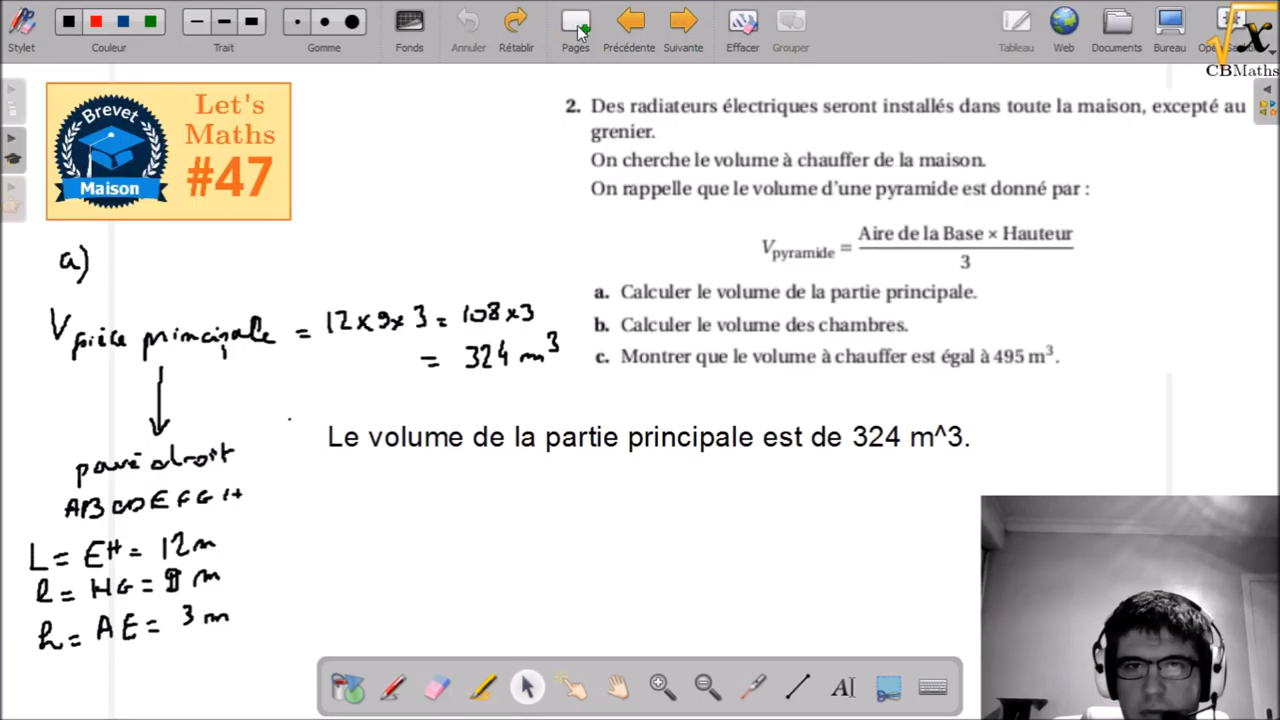 Stylet Couleur Trait Gomme Fonds Annuler Rétablir Pages Précédente Suivante Effacer Grouper Tableau Web Documents Bureau
√x
CBMaths
Brevet
Maison
Let's
Maths
#47
2. Des radiateurs électriques seront installés dans toute la maison, excepté au
grenier.
On cherche le volume à chauffer de la maison.
On rappelle que le volume d'une pyramide est donné par :
Vpyramide = Aire de la Base × Hauteur / 3
a. Calculer le volume de la partie principale.
b. Calculer le volume des chambres.
c. Montrer que le volume à chauffer est égal à 495 m³.
a)
V pièce principale = 12×9×3 = 108×3
= 324 m³
Le volume de la partie principale est de 324 m^3.
pavé droit
ABCDEFGH
L = EH = 12m
l = HG = 9 m
h = AE = 3 m